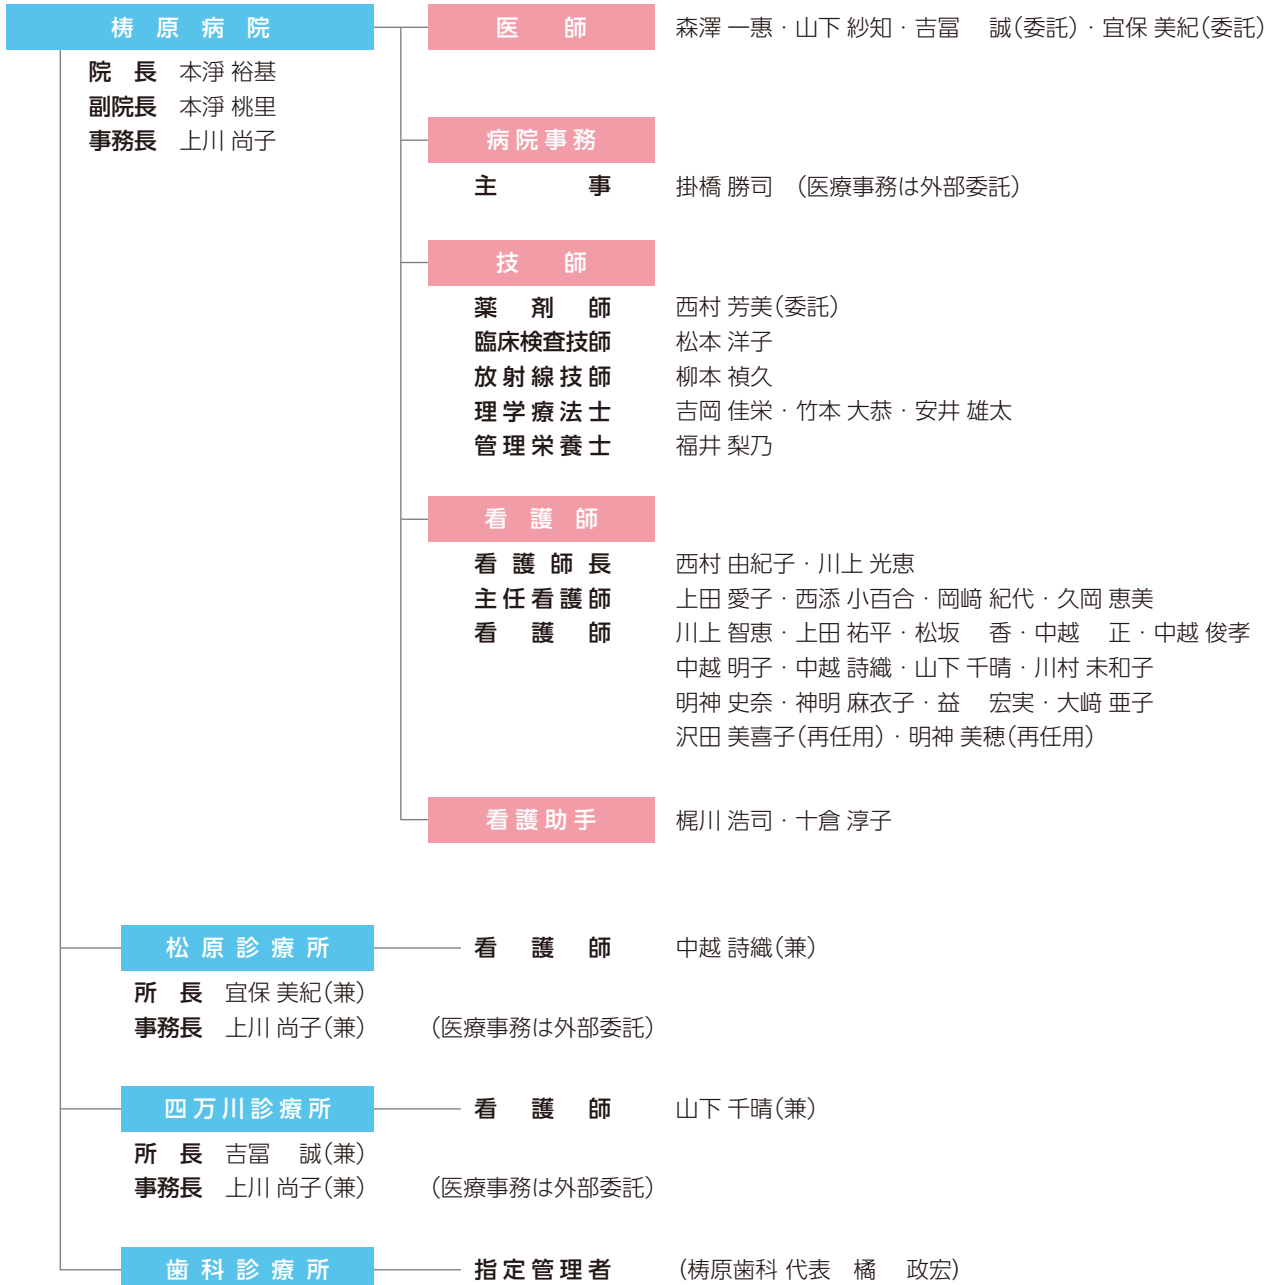 梼原病院
院　長　本淨 裕基
副院長　本淨 桃里
事務長　上川 尚子
医　師　森澤 一惠・山下 紗知・吉冨　誠（委託）・宜保 美紀（委託）
病院事務
主　事　掛橋 勝司　（医療事務は外部委託）
技　師
薬剤師　西村 芳美（委託）
臨床検査技師　松本 洋子
放射線技師　柳本 禎久
理学療法士　吉岡 佳栄・竹本 大恭・安井 雄太
管理栄養士　福井 梨乃
看護師
看護師長　西村 由紀子・川上 光恵
主任看護師　上田 愛子・西添 小百合・岡﨑 紀代・久岡 恵美
看護師　川上 智恵・上田 祐平・松坂　香・中越　正・中越 俊孝
中越 明子・中越 詩織・山下 千晴・川村 未和子
明神 史奈・神明 麻衣子・益　宏実・大﨑 亜子
沢田 美喜子（再任用）・明神 美穂（再任用）
看護助手　梶川 浩司・十倉 淳子
松原診療所　看護師　中越 詩織（兼）
所　長　宜保 美紀（兼）
事務長　上川 尚子（兼）　（医療事務は外部委託）
四万川診療所　看護師　山下 千晴（兼）
所　長　吉冨　誠（兼）
事務長　上川 尚子（兼）　（医療事務は外部委託）
歯科診療所　指定管理者　（梼原歯科 代表　橘　政宏）